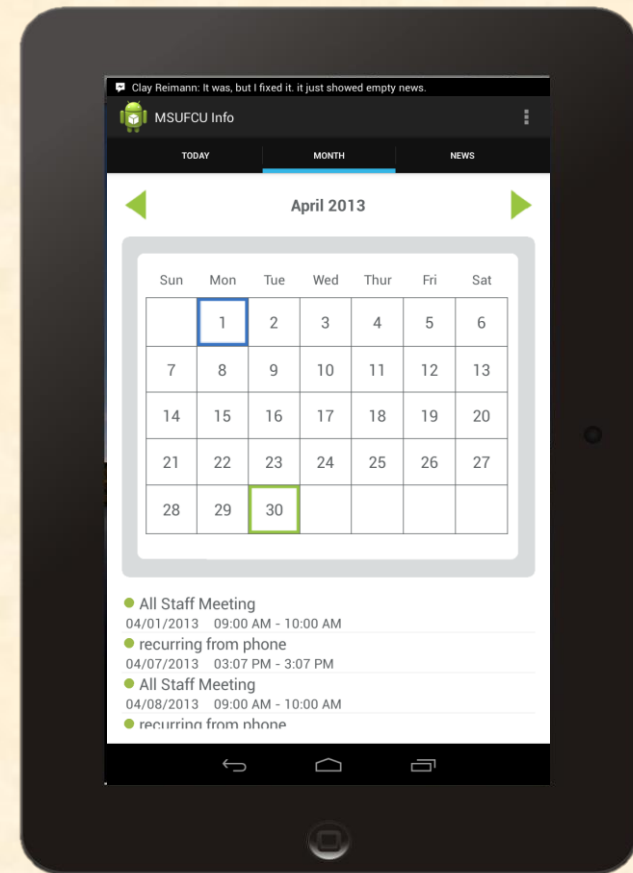 Clay Reimann: It was, but I fixed it. it just showed empty news.
MSUFCU Info
TODAY MONTH NEWS
April 2013
Sun Mon Tue Wed Thur Fri Sat
1 2 3 4 5 6
7 8 9 10 11 12 13
14 15 16 17 18 19 20
21 22 23 24 25 26 27
28 29 30
All Staff Meeting
04/01/2013 09:00 AM - 10:00 AM
recurring from phone
04/07/2013 03:07 PM - 3:07 PM
All Staff Meeting
04/08/2013 09:00 AM - 10:00 AM
recurring from phone